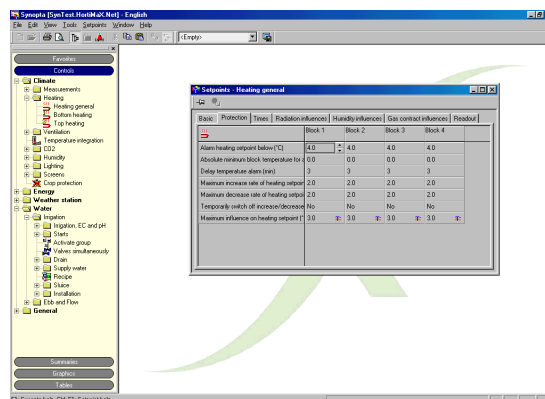 Synopta [SynTest.HortiMaX.Net] - English
File Edit View Tools Setpoints Window Help
<Empty>
Favorites
Controls
Climate
Measurements
Heating
Heating general
Bottom heating
Top heating
Ventilation
Temperature integration
CO2
Humidity
Lighting
Screens
Crop protection
Energy
Weather station
Water
Irrigation
Irrigation, EC and pH
Starts
Activate group
Valves simultaneously
Drain
Supply water
Recipe
Sluice
Installation
Ebb and Flow
General
Summaries
Graphics
Tables
Setpoints - Heating general
Basic Protection Times Radiation influences Humidity influences Gas contract influences Readout
Block 1 Block 2 Block 3 Block 4
Alarm heating setpoint below (°C) 4.0 4.0 4.0 4.0
Absolute minimum block temperature for a 0.0 0.0 0.0 0.0
Delay temperature alarm (min) 3 3 3 3
Maximum increase rate of heating setpoin 2.0 2.0 2.0 2.0
Maximum decrease rate of heating setpoi 2.0 2.0 2.0 2.0
Temporarily switch off increase/decrease No No No No
Maximum influence on heating setpoint (° 3.0 3.0 3.0 3.0